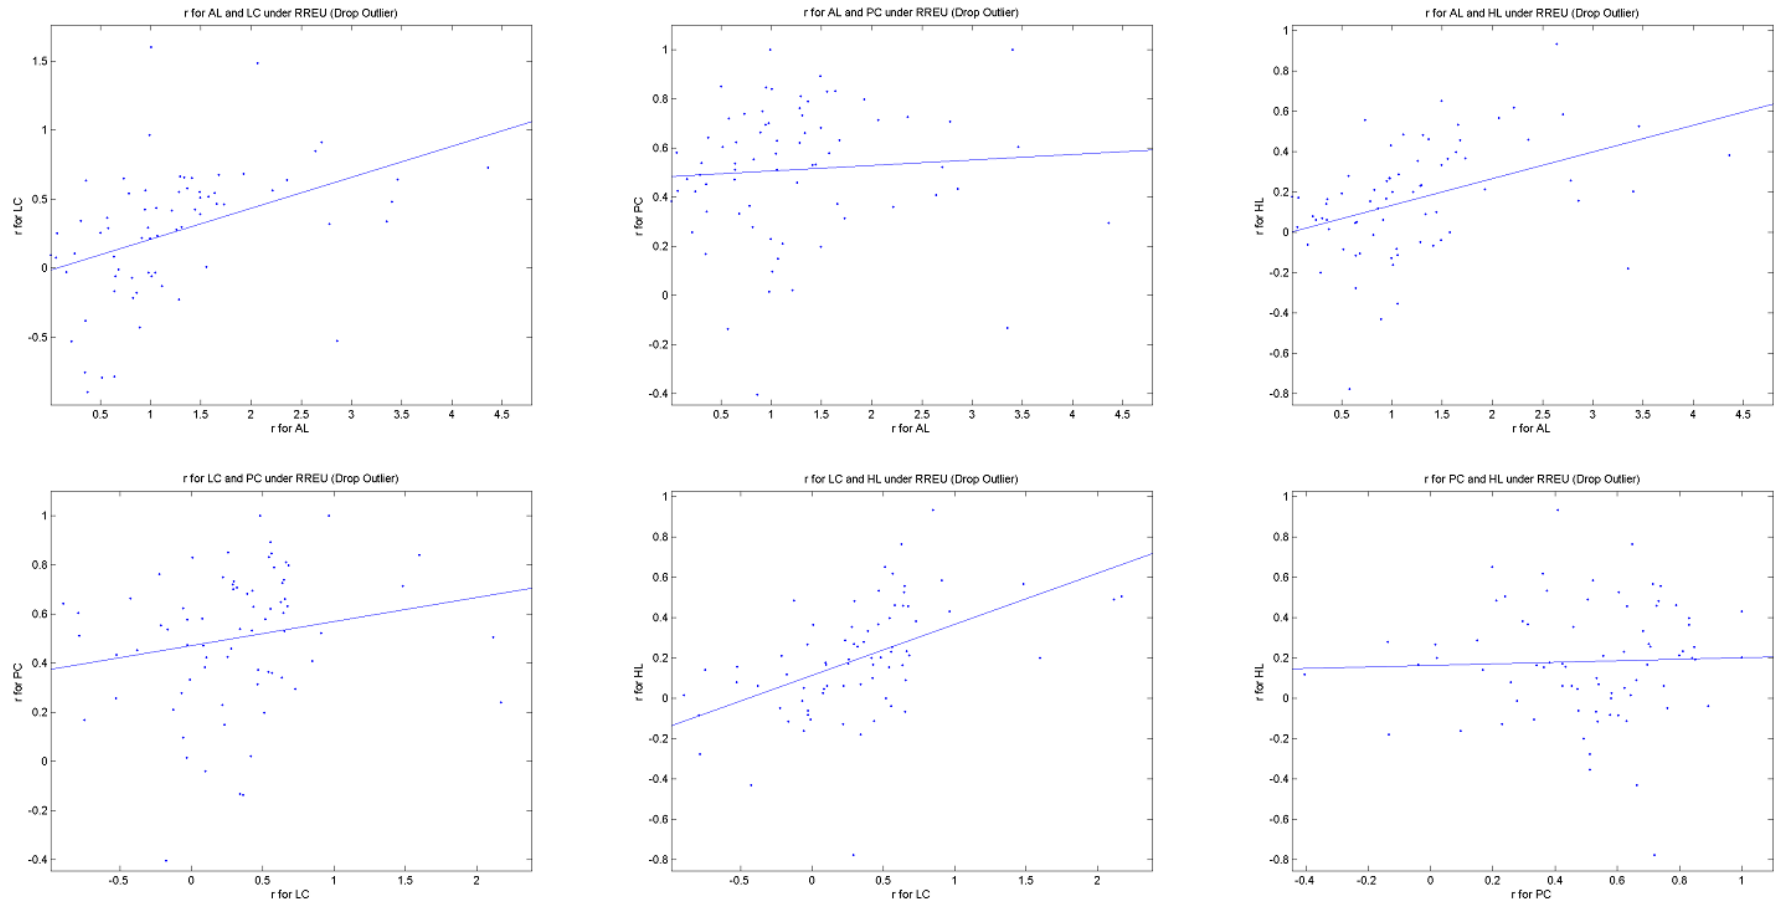 r for AL and LC under RREU (Drop Outlier)
1.5
1
0.5
0
-0.5
r for LC
0.5 1 1.5 2 2.5 3 3.5 4 4.5
r for AL
r for AL and PC under RREU (Drop Outlier)
1
0.8
0.6
0.4
0.2
0
-0.2
-0.4
r for PC
0.5 1 1.5 2 2.5 3 3.5 4 4.5
r for AL
r for AL and HL under RREU (Drop Outlier)
1
0.8
0.6
0.4
0.2
0
-0.2
-0.4
-0.6
-0.8
r for HL
0.5 1 1.5 2 2.5 3 3.5 4 4.5
r for AL
r for LC and PC under RREU (Drop Outlier)
1
0.8
0.6
0.4
0.2
0
-0.2
-0.4
r for PC
-0.5 0 0.5 1 1.5 2
r for LC
r for LC and HL under RREU (Drop Outlier)
1
0.8
0.6
0.4
0.2
0
-0.2
-0.4
-0.6
-0.8
r for HL
-0.5 0 0.5 1 1.5 2
r for LC
r for PC and HL under RREU (Drop Outlier)
1
0.8
0.6
0.4
0.2
0
-0.2
-0.4
-0.6
-0.8
r for HL
-0.4 -0.2 0 0.2 0.4 0.6 0.8 1
r for PC